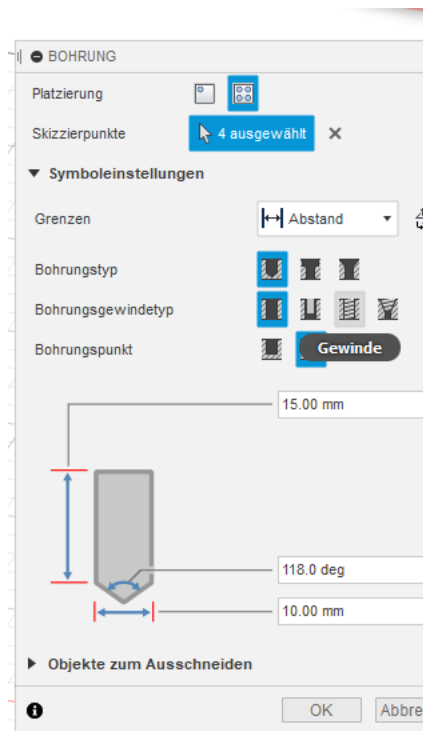 BOHRUNG
Platzierung
Skizzierpunkte 4 ausgewählt
Symboleinstellungen
Grenzen Abstand
Bohrungstyp
Bohrungsgewindetyp
Bohrungspunkt Gewinde
15.00 mm
118.0 deg
10.00 mm
Objekte zum Ausschneiden
OK Abbre